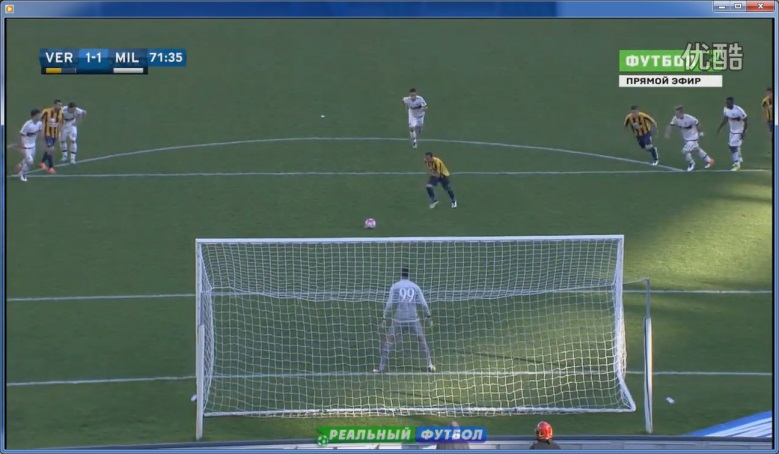 VER 1-1 MIL 71:35
ФУТБОЛ
优酷
ПРЯМОЙ ЭФИР
99
РЕАЛЬНЫЙ ФУТБОЛ